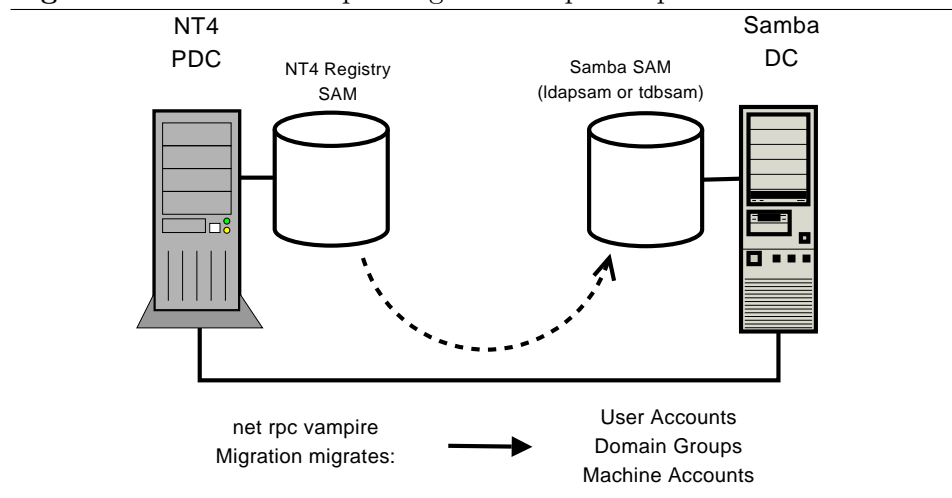 NT4
PDC
Samba
DC
NT4 Registry
SAM
Samba SAM
(ldapsam or tdbsam)
net rpc vampire
Migration migrates:
User Accounts
Domain Groups
Machine Accounts